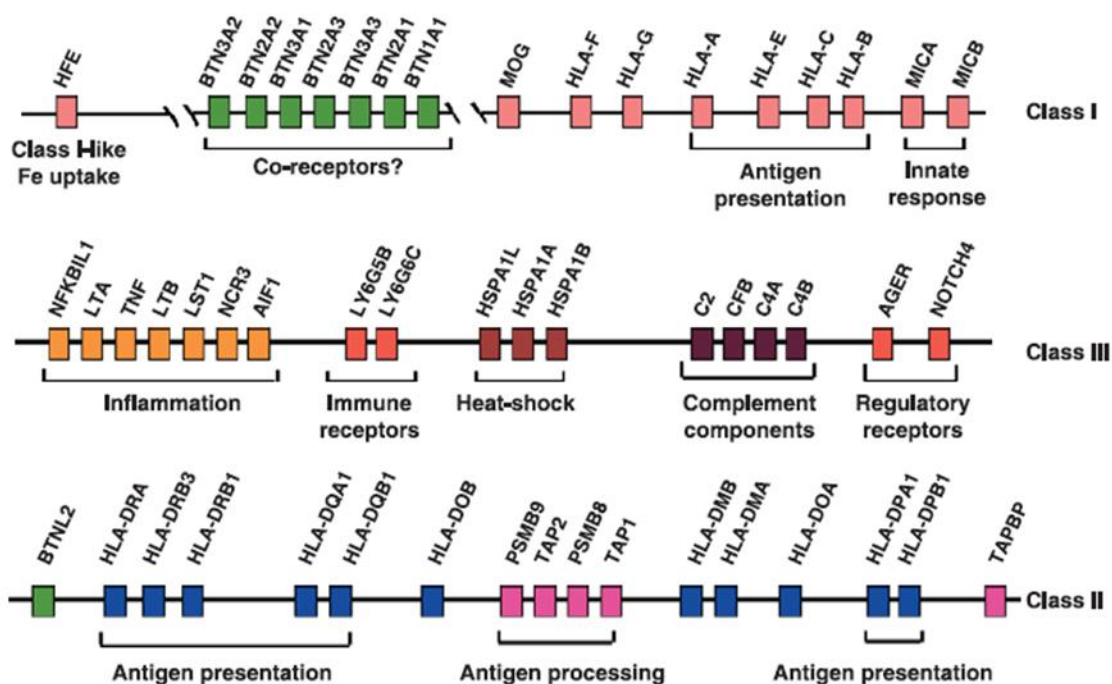 HFE
BTN3A2
BTN2A2
BTN3A1
BTN2A3
BTN3A3
BTN2A1
BTN1A1
MOG
HLA-F
HLA-G
HLA-A
HLA-E
HLA-C
HLA-B
MICA
MICB
Class I
Class Hike
Fe uptake
Co-receptors?
Antigen
presentation
Innate
response
NFKBIL1
LTA
TNF
LTB
LST1
NCR3
AIF1
LY6G5B
LY6G6C
HSPA1L
HSPA1A
HSPA1B
C2
CFB
C4A
C4B
AGER
NOTCH4
Class III
Inflammation
Immune
receptors
Heat-shock
Complement
components
Regulatory
receptors
BTNL2
HLA-DRA
HLA-DRB3
HLA-DRB1
HLA-DQA1
HLA-DQB1
HLA-DOB
PSMB9
TAP2
PSMB8
TAP1
HLA-DMB
HLA-DMA
HLA-DOA
HLA-DPA1
HLA-DPB1
TAPBP
Class II
Antigen presentation
Antigen processing
Antigen presentation